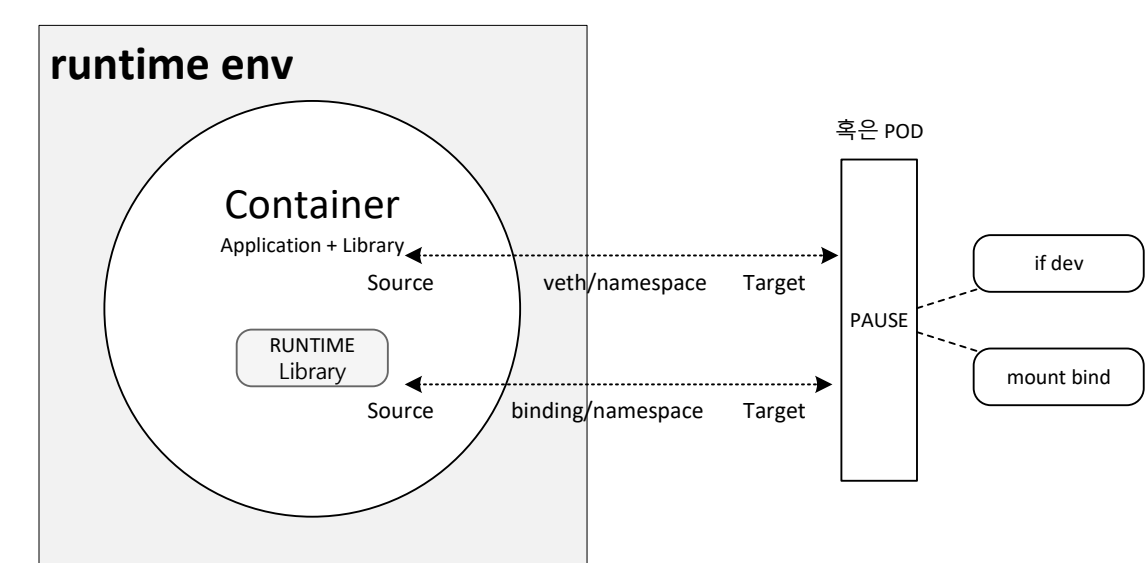 runtime env
혹은 POD
Container
Application + Library
Source veth/namespace Target
if dev
PAUSE
RUNTIME
Library
mount bind
Source binding/namespace Target